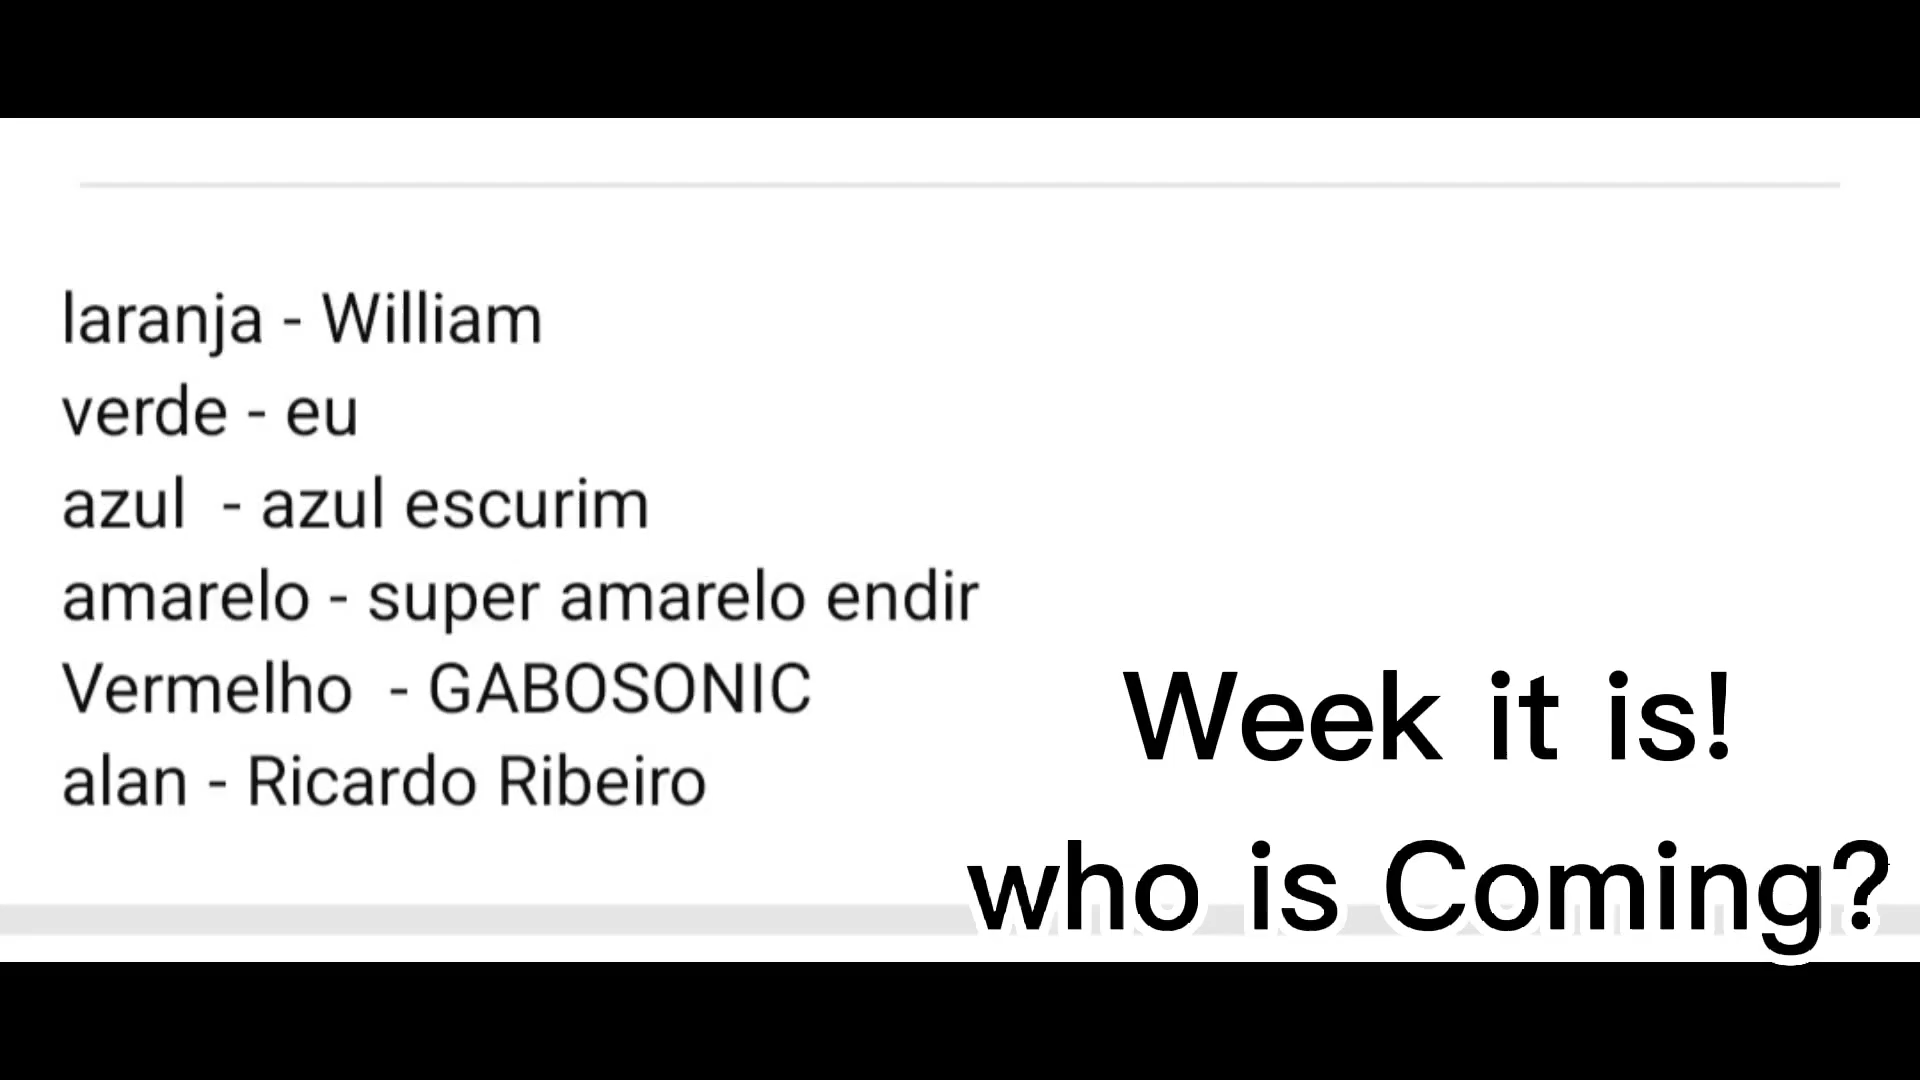 laranja - William
verde - eu
azul - azul escurim
amarelo - super amarelo endir
Vermelho - GABOSONIC
alan - Ricardo Ribeiro
Week it is!
who is Coming?